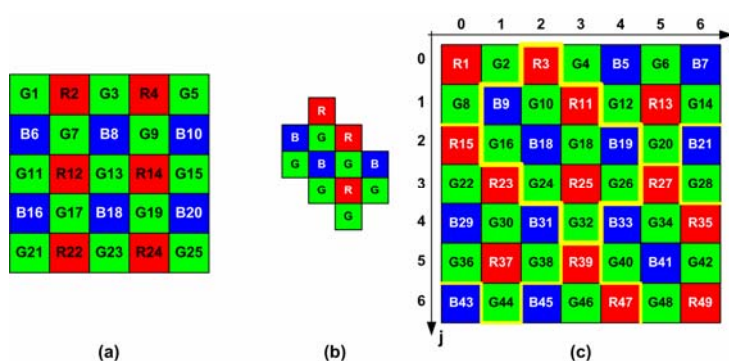 G1 R2 G3 R4 G5
B6 G7 B8 G9 B10
G11 R12 G13 R14 G15
B16 G17 B18 G19 B20
G21 R22 G23 R24 G25
(a)
R
B G R
G B G B
G R G
G
(b)
0 1 2 3 4 5 6
0 R1 G2 R3 G4 B5 G6 B7
1 G8 B9 G10 R11 G12 R13 G14
2 R15 G16 B18 G18 B19 G20 B21
3 G22 R23 G24 R25 G26 R27 G28
4 B29 G30 B31 G32 B33 G34 R35
5 G36 R37 G38 R39 G40 B41 G42
6 B43 G44 B45 G46 R47 G48 R49
j
(c)